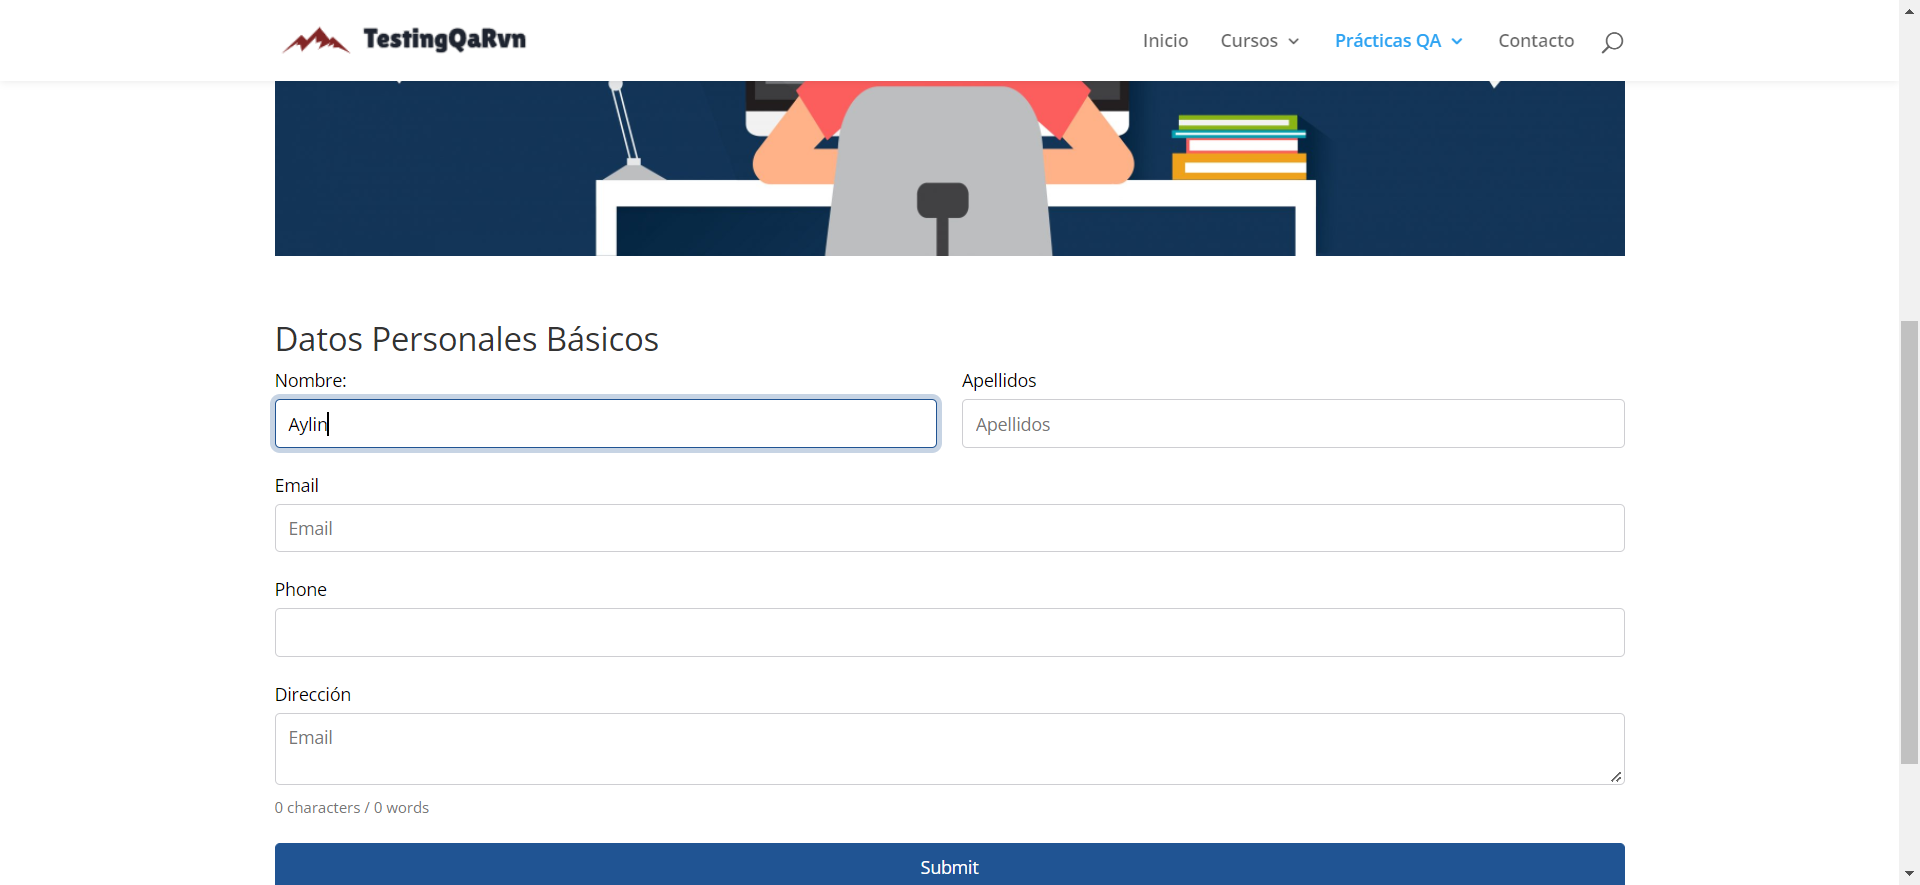 TestingQaRvn
Inicio Cursos Prácticas QA Contacto
Datos Personales Básicos
Nombre: Apellidos
Aylin Apellidos
Email
Email
Phone
Dirección
Email
0 characters / 0 words
Submit